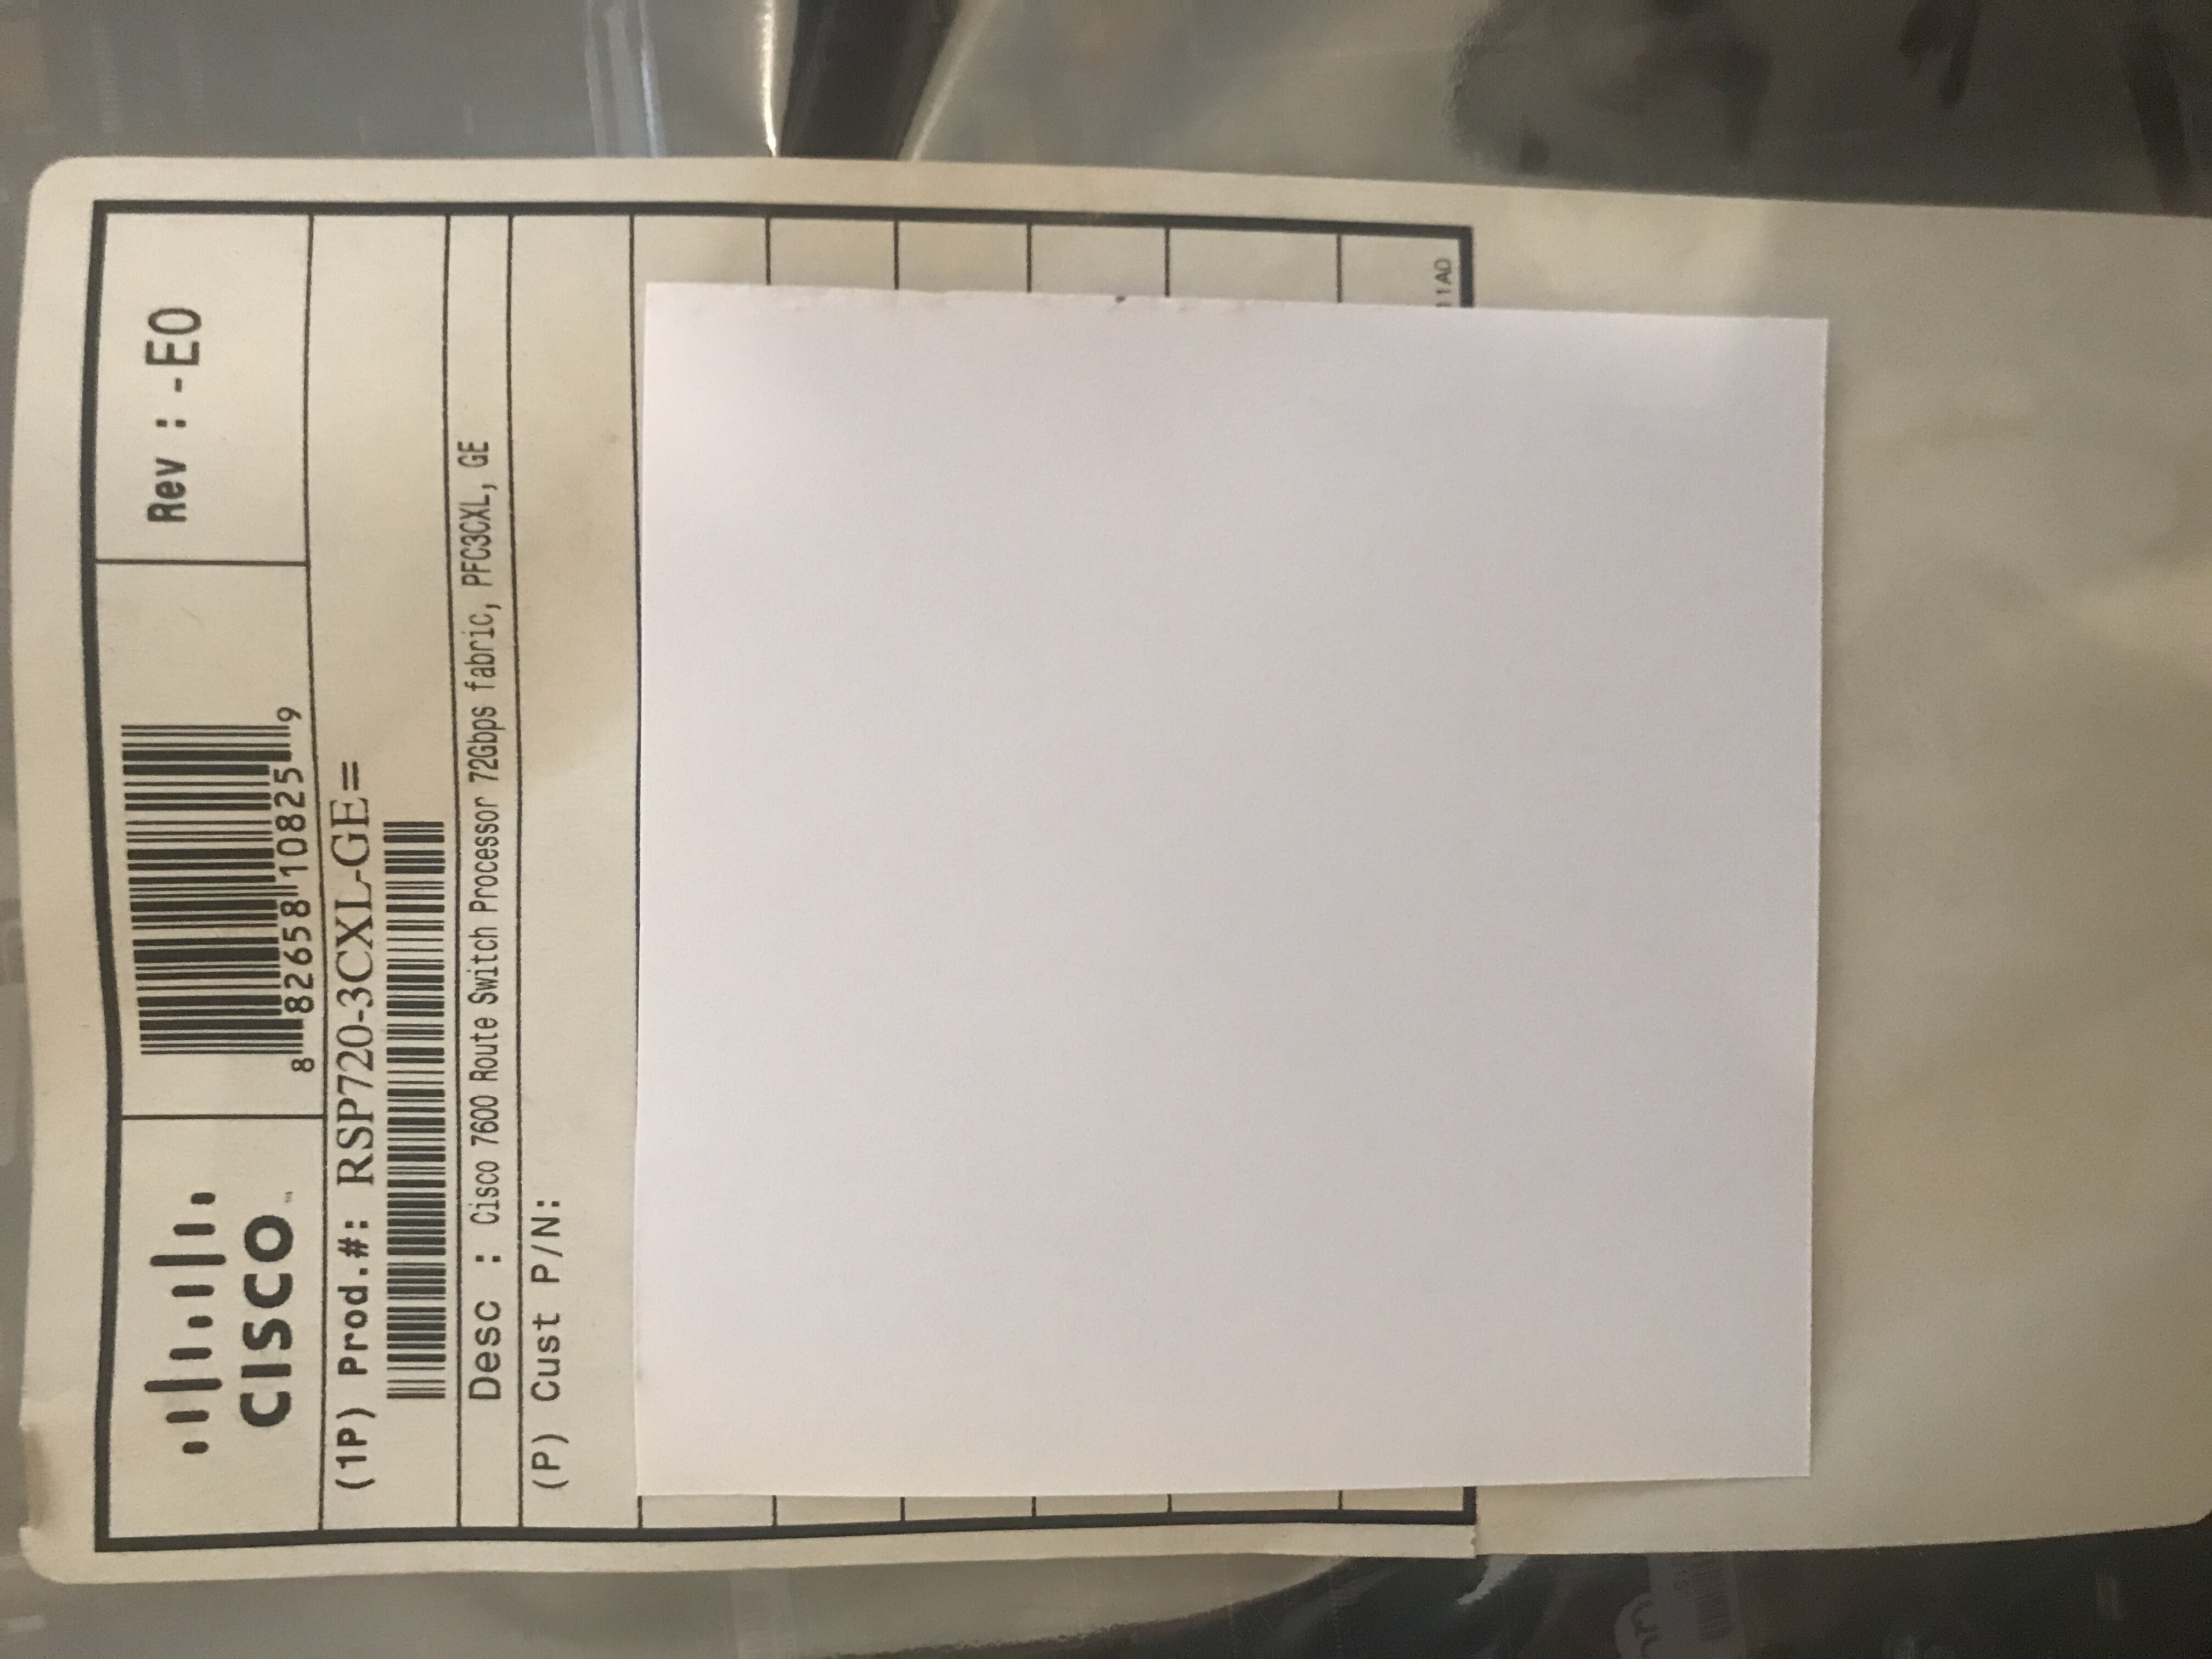 CISCO™
8 82658 10825 9
Rev : -E0
(1P) Prod.#: RSP720-3CXL-GE=
Desc : Cisco 7600 Route Switch Processor 72Gbps fabric, PFC3CXL, GE
(P) Cust P/N: